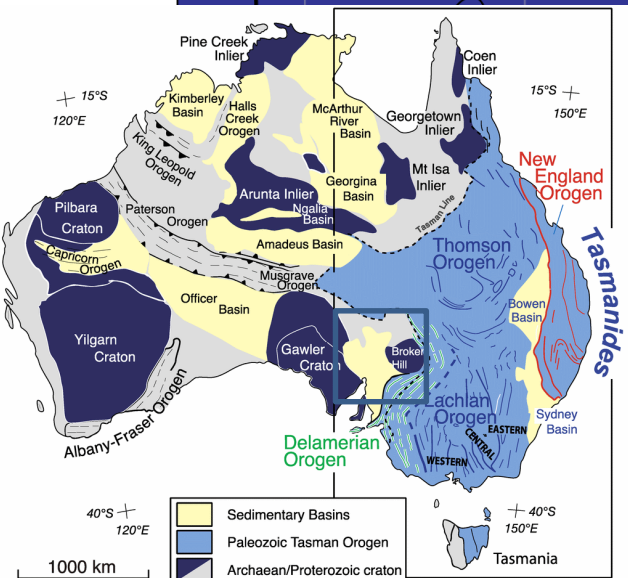 Pine Creek
Inlier
Coen
Inlier
15°S
120°E
15°S
150°E
Kimberley
Basin
Halls
Creek
Orogen
McArthur
River
Basin
Georgetown
Inlier
King Leopold
Orogen
New
England
Orogen
Mt Isa
Inlier
Arunta Inlier
Georgina
Basin
Ngalia
Basin
Pilbara
Craton
Paterson
Orogen
Tasman Line
Tasmanides
Amadeus Basin
Thomson
Orogen
Capricorn
Orogen
Musgrave
Orogen
Officer
Basin
Bowen
Basin
Yilgarn
Craton
Gawler
Craton
Broken
Hill
Lachlan
Orogen
Sydney
Basin
Albany-Fraser Orogen
Delamerian
Orogen
EASTERN
CENTRAL
WESTERN
40°S
120°E
40°S
150°E
Sedimentary Basins
Paleozoic Tasman Orogen
Archaean/Proterozoic craton
Tasmania
1000 km